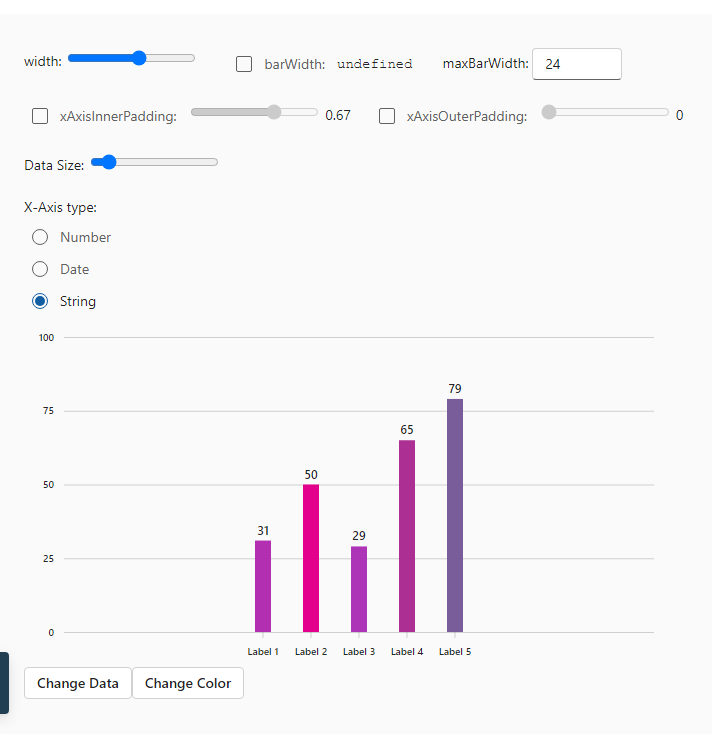 width: barWidth: undefined maxBarWidth: 24
xAxisInnerPadding: 0.67 xAxisOuterPadding: 0
Data Size:
X-Axis type:
Number
Date
String
100
79
75
65
50
50
31
29
25
0
Label 1 Label 2 Label 3 Label 4 Label 5
Change Data Change Color